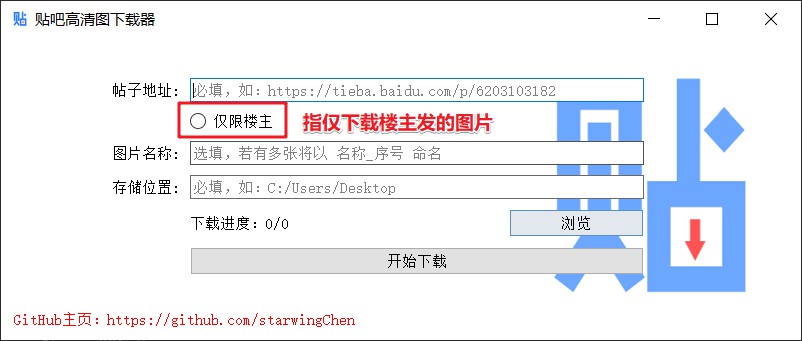 贴 贴吧高清图下载器
帖子地址: 必填，如：https://tieba.baidu.com/p/6203103182
仅限楼主 指仅下载楼主发的图片
图片名称: 选填，若有多张将以 名称_序号 命名
存储位置: 必填，如：C:/Users/Desktop
下载进度：0/0 浏览
开始下载
贴
GitHub主页：https://github.com/starwingChen